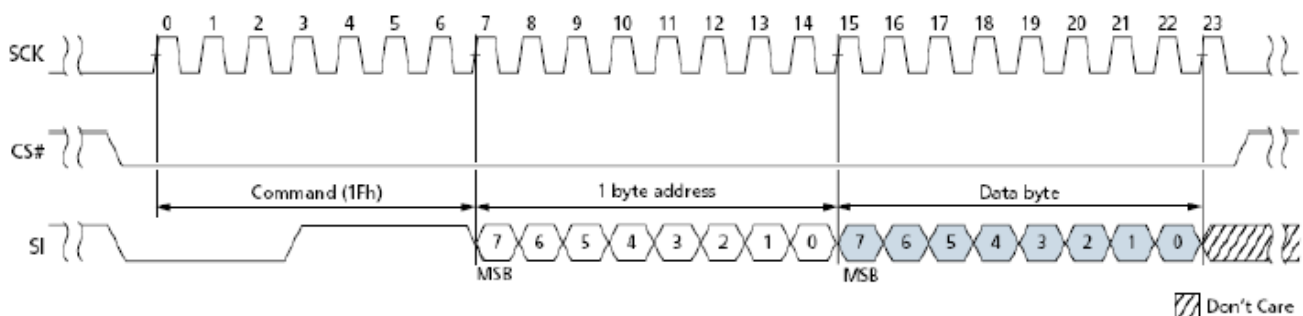 0 1 2 3 4 5 6 7 8 9 10 11 12 13 14 15 16 17 18 19 20 21 22 23
SCK
CS#
Command (1Fh) 1 byte address Data byte
SI 7 6 5 4 3 2 1 0 7 6 5 4 3 2 1 0
MSB MSB
Don't Care